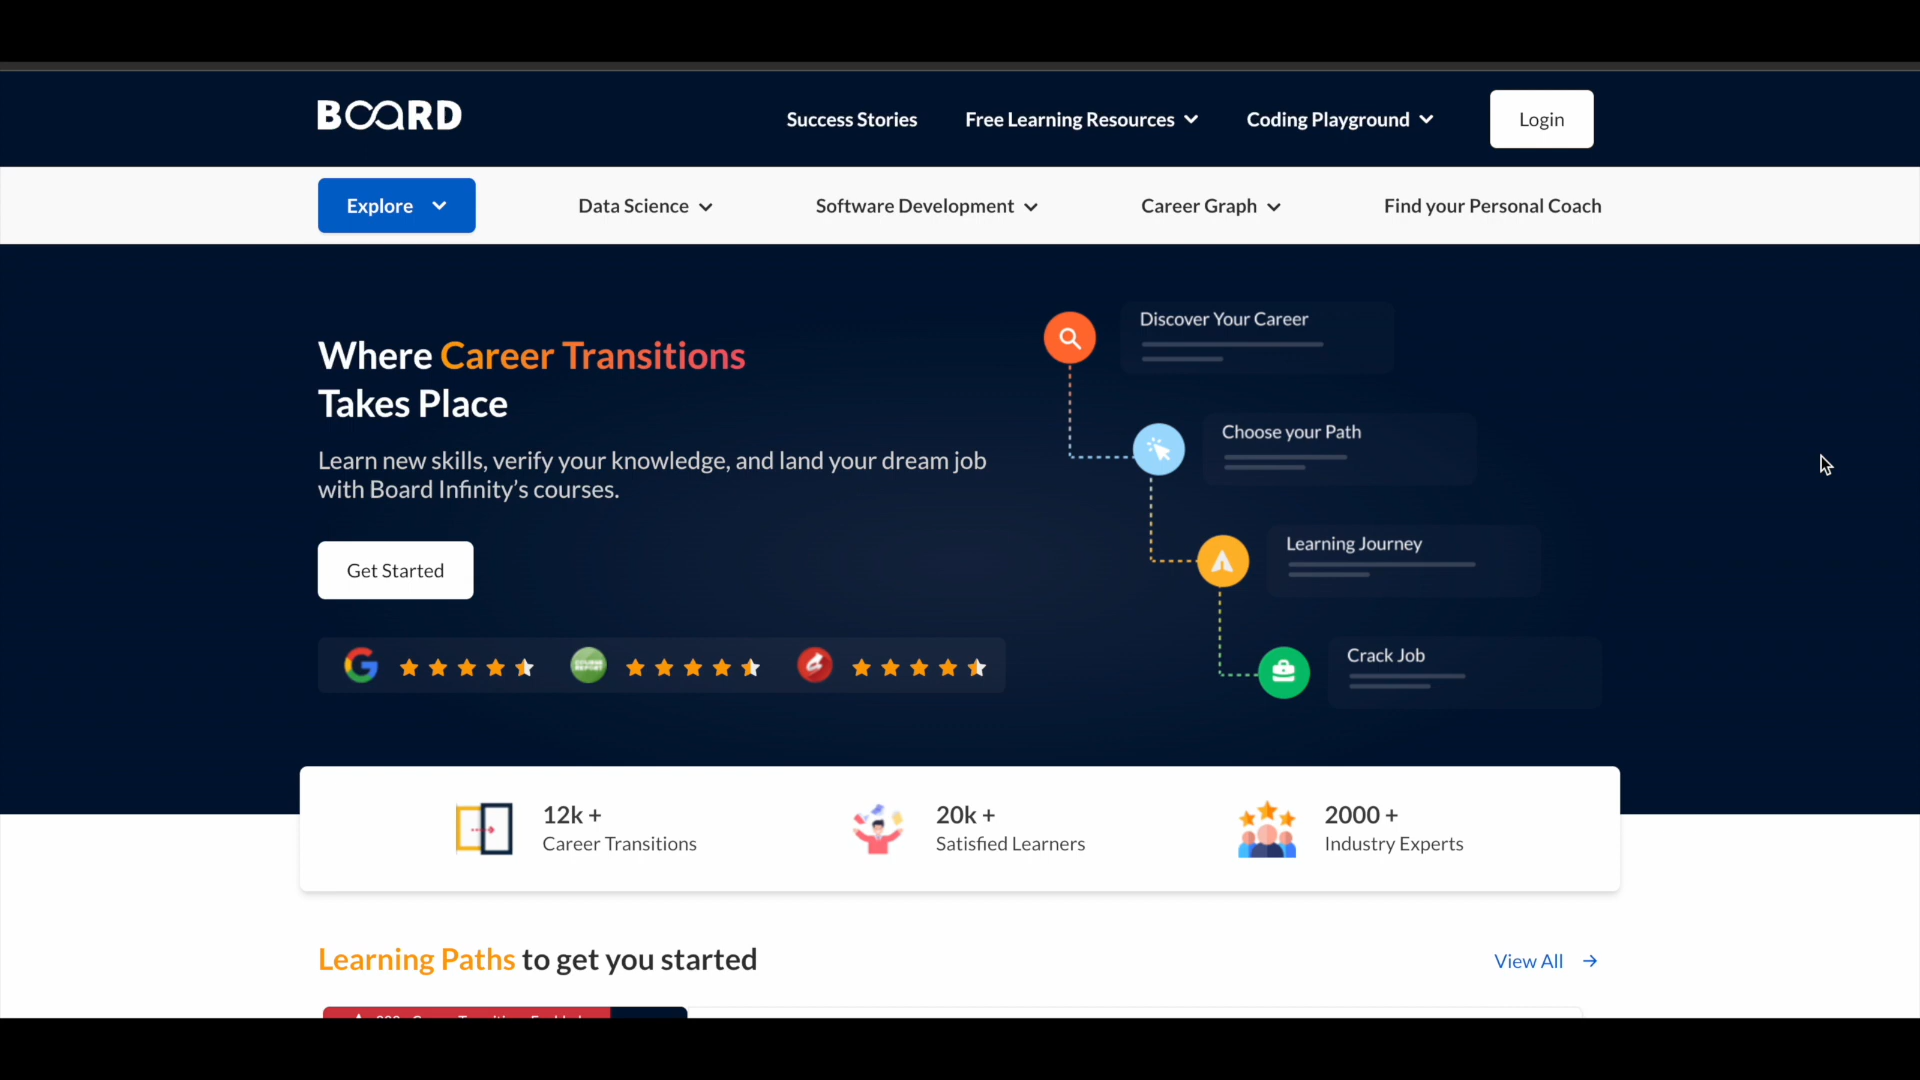 BOARD
Success Stories
Free Learning Resources
Coding Playground
Login
Explore
Data Science
Software Development
Career Graph
Find your Personal Coach
Where Career Transitions
Takes Place
Learn new skills, verify your knowledge, and land your dream job
with Board Infinity’s courses.
Get Started
COURSE
REPORT
Discover Your Career
Choose your Path
Learning Journey
Crack Job
12k +
Career Transitions
20k +
Satisfied Learners
2000 +
Industry Experts
Learning Paths to get you started
View All